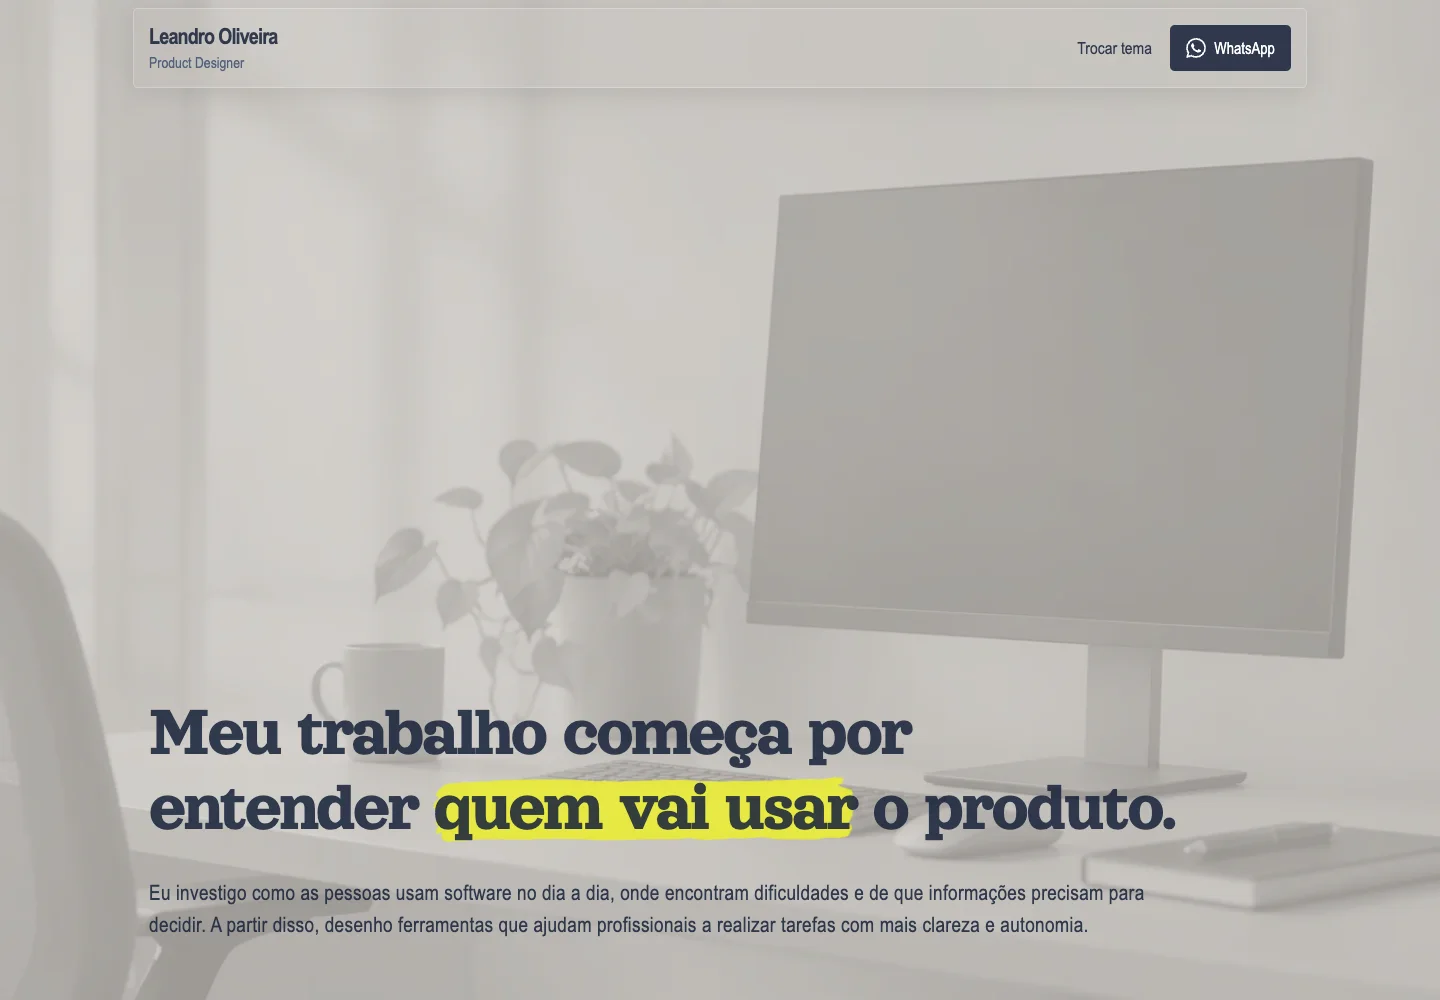 Leandro Oliveira
Product Designer
Trocar tema
WhatsApp
Meu trabalho começa por
entender quem vai usar o produto.
Eu investigo como as pessoas usam software no dia a dia, onde encontram dificuldades e de que informações precisam para
decidir. A partir disso, desenho ferramentas que ajudam profissionais a realizar tarefas com mais clareza e autonomia.